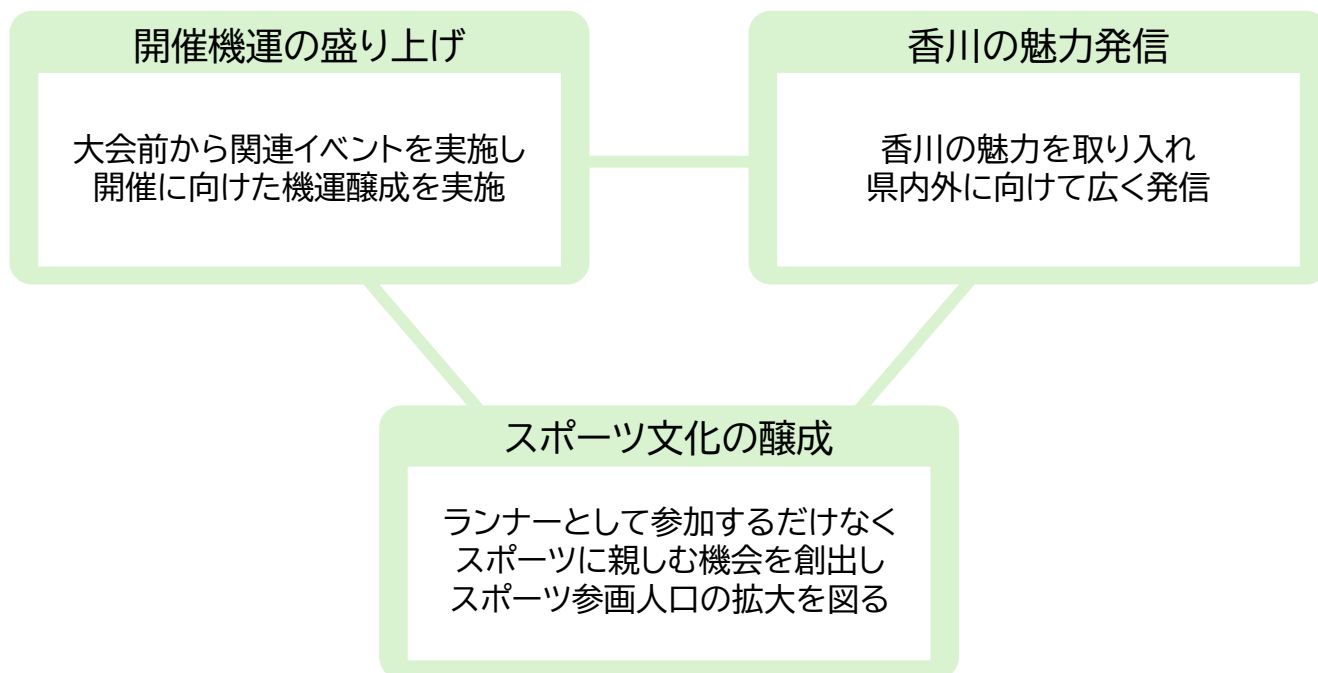 開催機運の盛り上げ
大会前から関連イベントを実施し
開催に向けた機運醸成を実施
香川の魅力発信
香川の魅力を取り入れ
県内外に向けて広く発信
スポーツ文化の醸成
ランナーとして参加するだけなく
スポーツに親しむ機会を創出し
スポーツ参画人口の拡大を図る